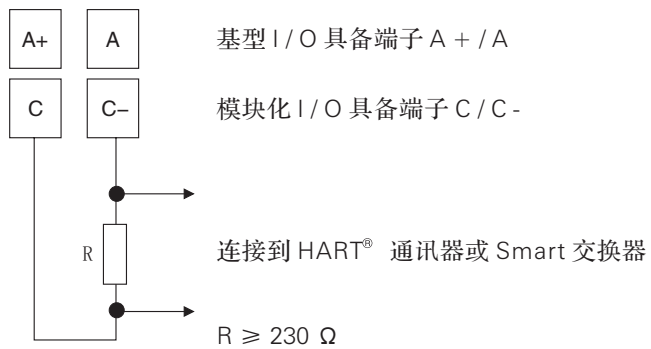 A+ A 基型 I / O 具备端子 A + / A
C C– 模块化 I / O 具备端子 C / C -
R 连接到 HART® 通讯器或 Smart 交换器
R ≥ 230 Ω